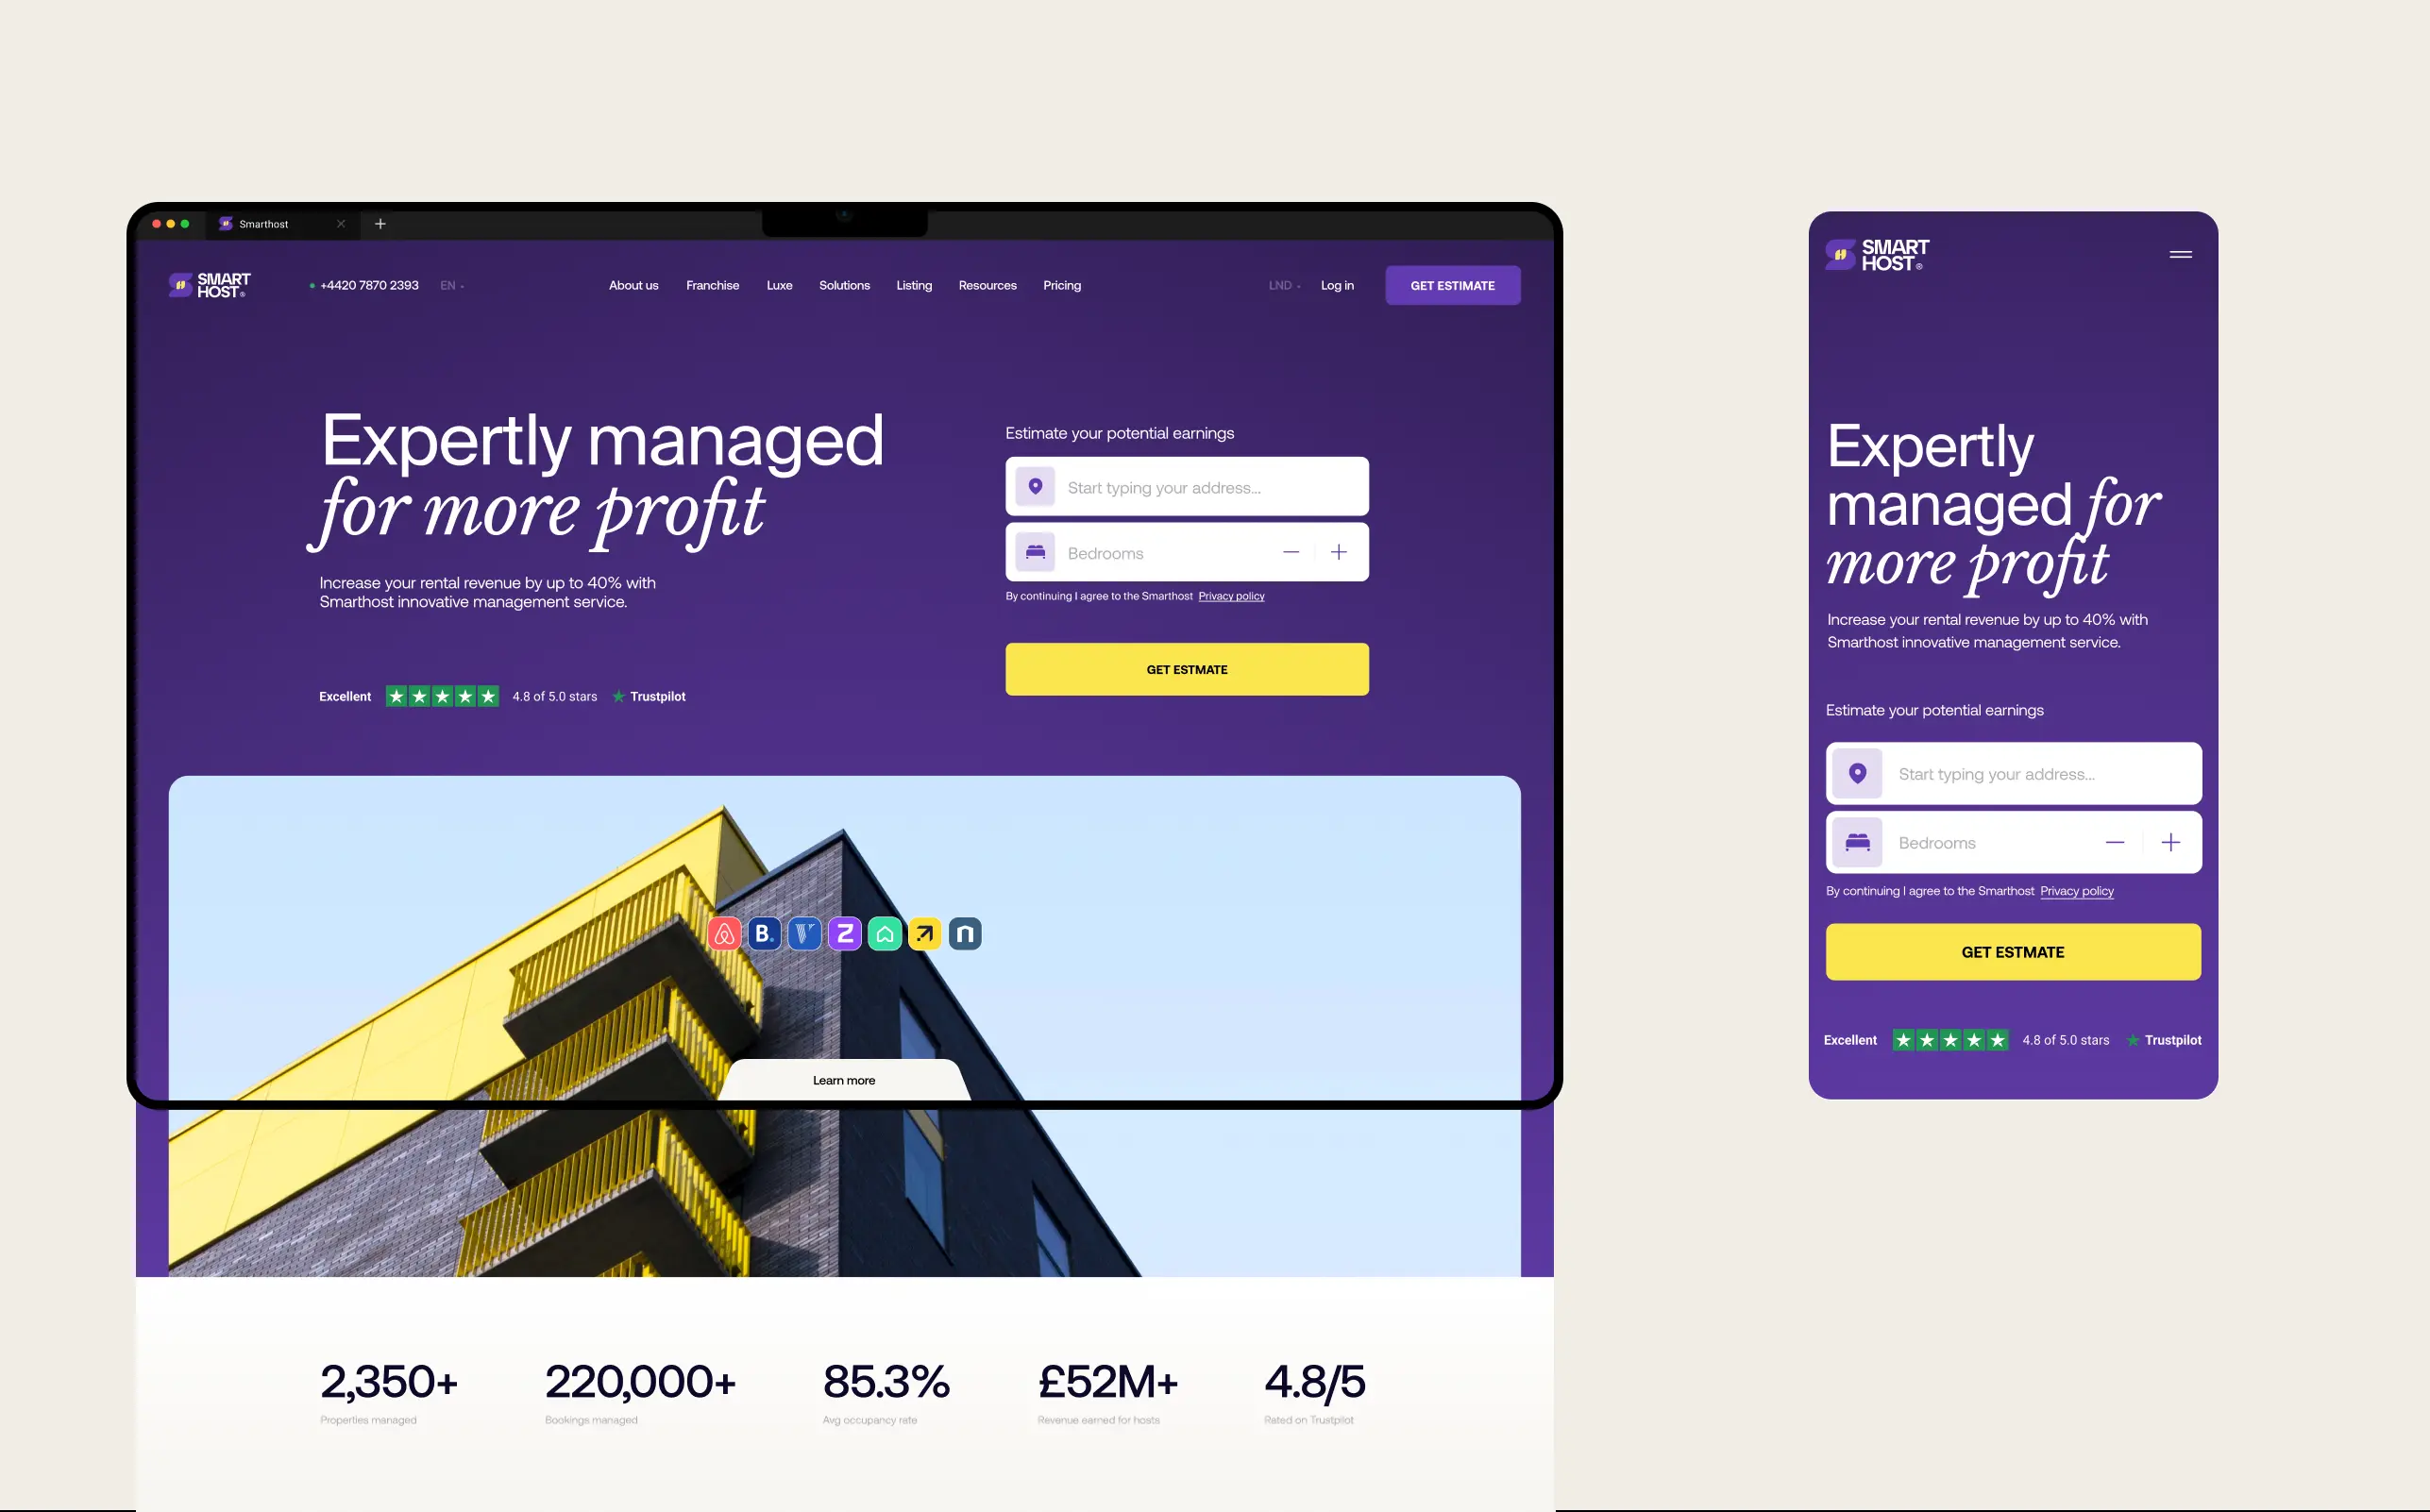 Smarthost
SMART
HOST®
+4420 7870 2393
EN
About us
Franchise
Luxe
Solutions
Listing
Resources
Pricing
LND
Log in
GET ESTIMATE
Expertly managed
for more profit
Increase your rental revenue by up to 40% with
Smarthost innovative management service.
Excellent
4.8 of 5.0 stars
Trustpilot
Estimate your potential earnings
Start typing your address...
Bedrooms
By continuing I agree to the Smarthost Privacy policy
GET ESTMATE
B.
Learn more
2,350+
Properties managed
220,000+
Bookings managed
85.3%
Avg occupancy rate
£52M+
Revenue earned for hosts
4.8/5
Rated on Trustpilot
SMART
HOST®
Expertly
managed for
more profit
Increase your rental revenue by up to 40% with
Smarthost innovative management service.
Estimate your potential earnings
Start typing your address...
Bedrooms
By continuing I agree to the Smarthost Privacy policy
GET ESTMATE
Excellent
4.8 of 5.0 stars
Trustpilot